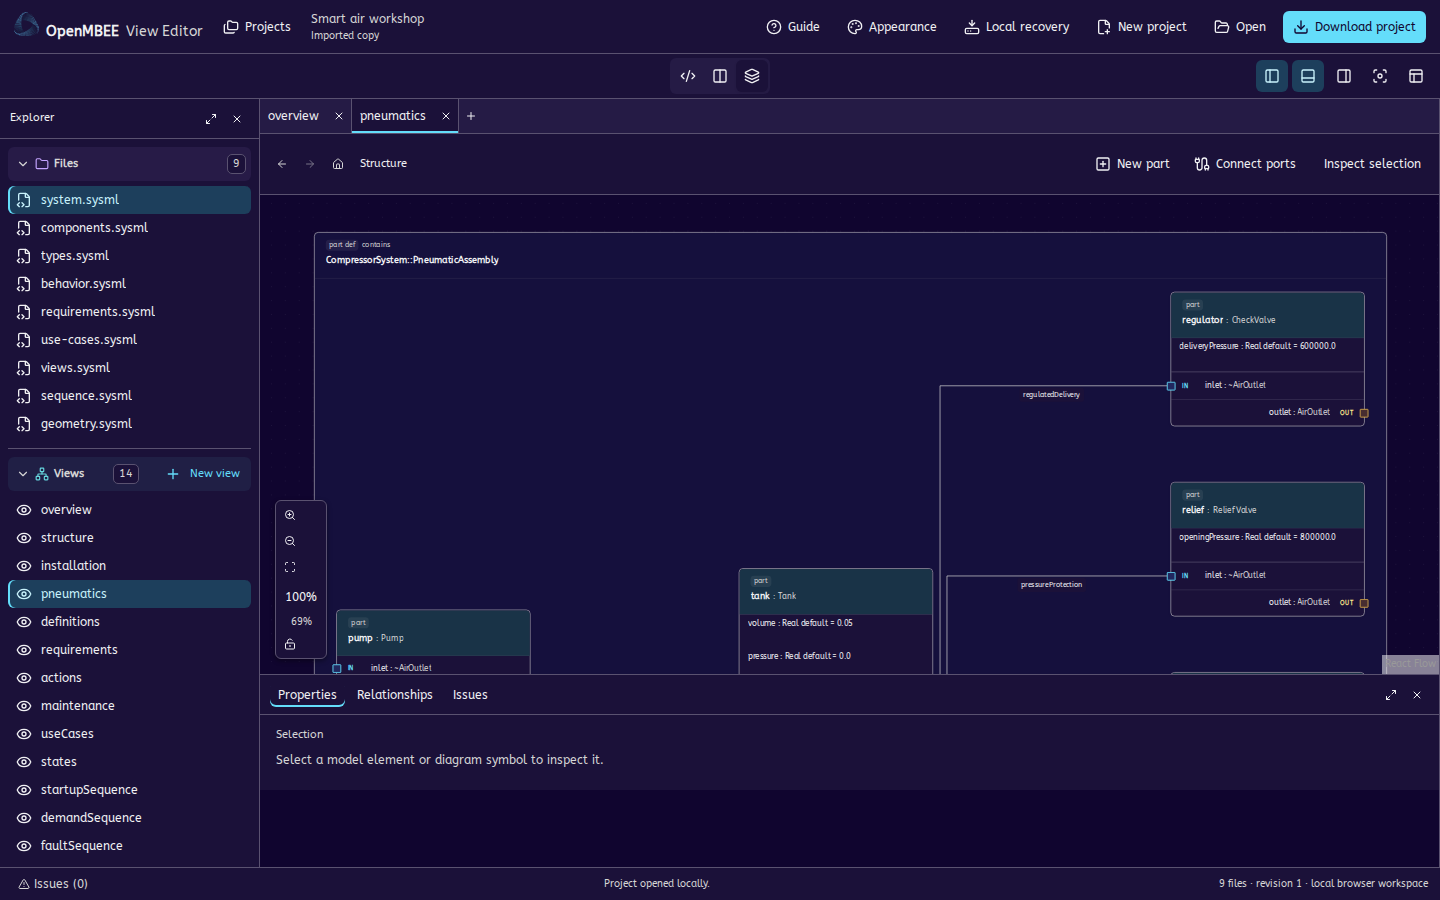 OpenMBEE View Editor
Projects
Smart air workshop
Imported copy
Guide
Appearance
Local recovery
New project
Open
Download project
Explorer
Files
9
system.sysml
components.sysml
types.sysml
behavior.sysml
requirements.sysml
use-cases.sysml
views.sysml
sequence.sysml
geometry.sysml
Views
14
New view
overview
structure
installation
pneumatics
definitions
requirements
actions
maintenance
useCases
states
startupSequence
demandSequence
faultSequence
overview
pneumatics
Structure
New part
Connect ports
Inspect selection
part def contains
CompressorSystem::PneumaticAssembly
part
regulator : CheckValve
deliveryPressure : Real default = 600000.0
IN inlet : ~AirOutlet
outlet : AirOutlet OUT
regulatedDelivery
part
relief : ReliefValve
openingPressure : Real default = 800000.0
IN inlet : ~AirOutlet
outlet : AirOutlet OUT
pressureProtection
part
tank : Tank
volume : Real default = 0.05
pressure : Real default = 0.0
part
pump : Pump
IN inlet : ~AirOutlet
100%
69%
React Flow
Properties
Relationships
Issues
Selection
Select a model element or diagram symbol to inspect it.
Issues (0)
Project opened locally.
9 files · revision 1 · local browser workspace